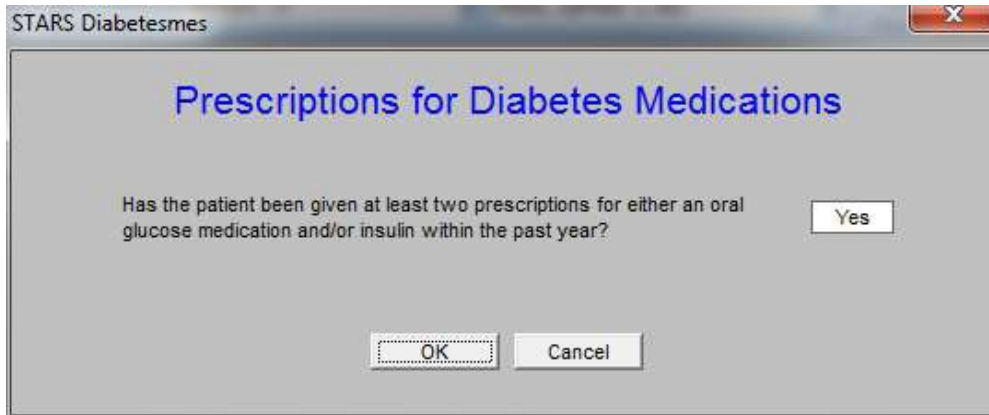 STARS Diabetesmes
Prescriptions for Diabetes Medications
Has the patient been given at least two prescriptions for either an oral
glucose medication and/or insulin within the past year?
Yes
OK
Cancel